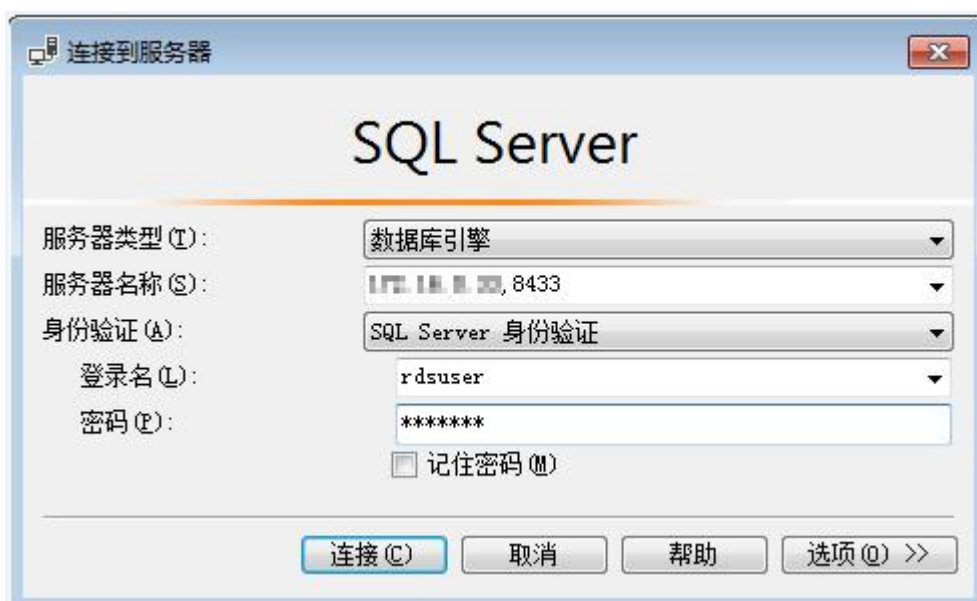 连接到服务器
SQL Server
服务器类型(T): 数据库引擎
服务器名称(S): , 8433
身份验证(A): SQL Server 身份验证
登录名(L): rdsuser
密码(P): *******
记住密码(M)
连接(C) 取消 帮助 选项(O) >>